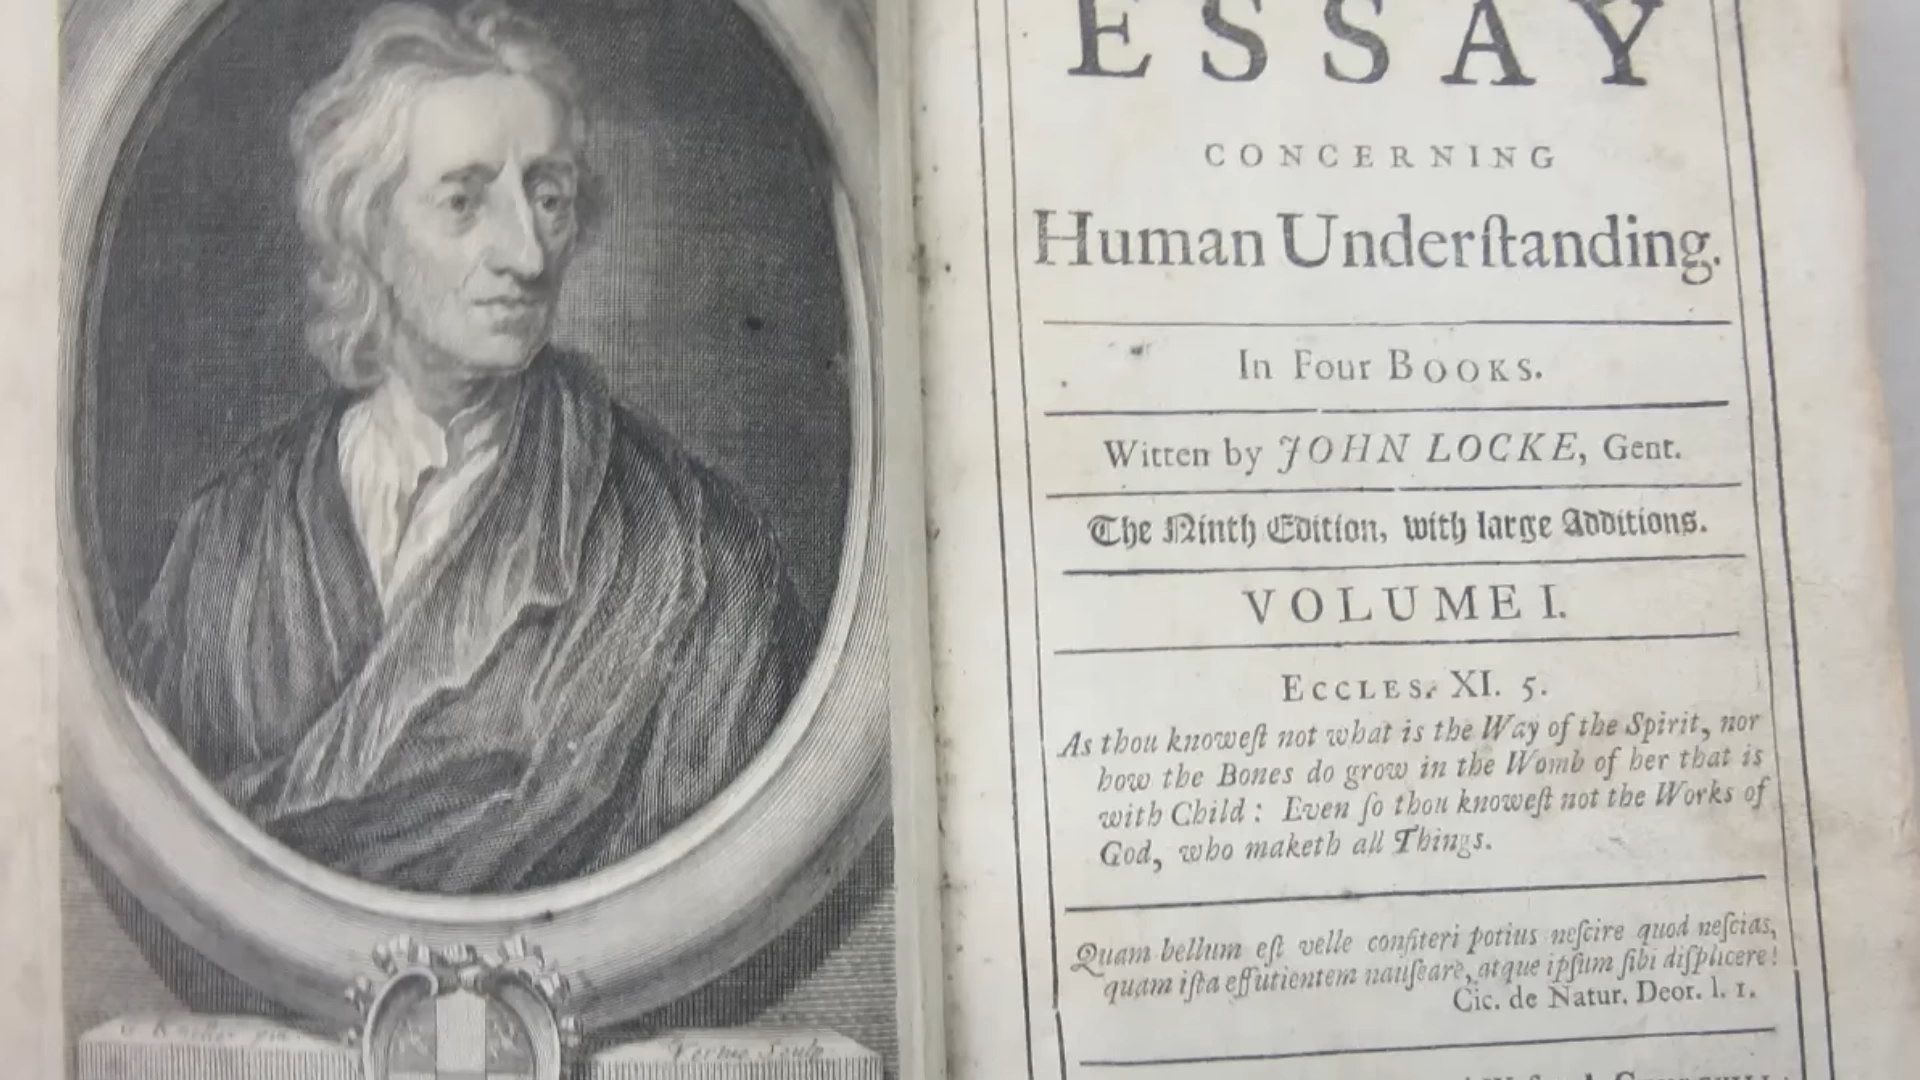 ESSAY
CONCERNING
Human Underſtanding.
In Four BOOKS.
Witten by JOHN LOCKE, Gent.
The Ninth Edition, with large Additions.
VOLUME I.
ECCLES. XI. 5.
As thou knoweſt not what is the Way of the Spirit, nor
how the Bones do grow in the Womb of her that is
with Child: Even ſo thou knoweſt not the Works of
God, who maketh all Things.
Quam bellum eſt velle confiteri potius neſcire quod neſcias,
quam iſta effutientem nauſeare, atque ipſum ſibi diſplicere!
Cic. de Natur. Deor. l. 1.
G Kneller pin.
Vertue Sculp